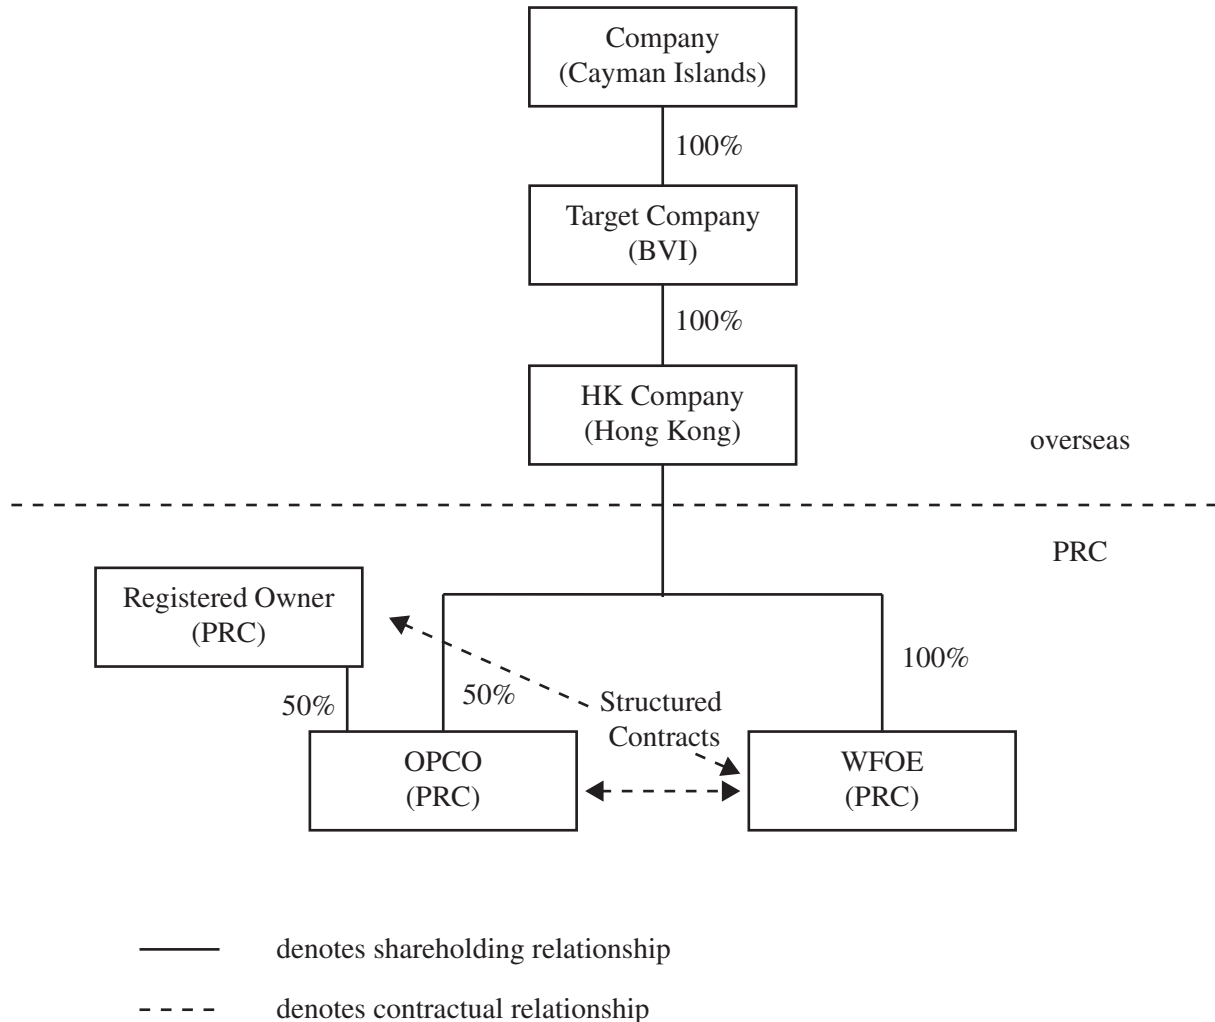 Company
(Cayman Islands)
100%
Target Company
(BVI)
100%
HK Company
(Hong Kong)
overseas
PRC
Registered Owner
(PRC)
100%
50%
50%
Structured
Contracts
OPCO
(PRC)
WFOE
(PRC)
denotes shareholding relationship
denotes contractual relationship